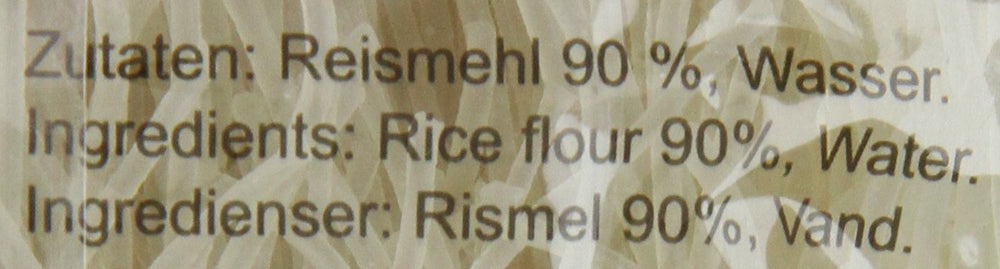 Zutaten: Reismehl 90 %, Wasser.
Ingredients: Rice flour 90%, Water.
Ingredienser: Rismel 90%, Vand.